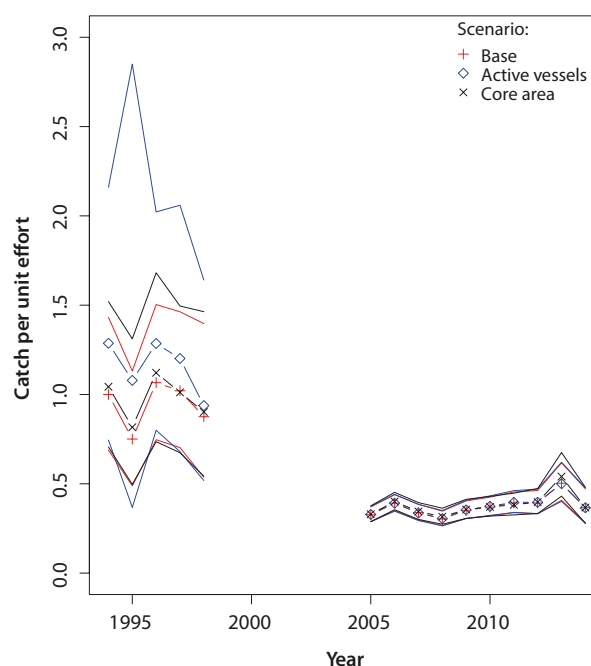 Scenario:
Base
Active vessels
Core area
Catch per unit effort
3.0
2.5
2.0
1.5
1.0
0.5
0.0
1995 2000 2005 2010
Year